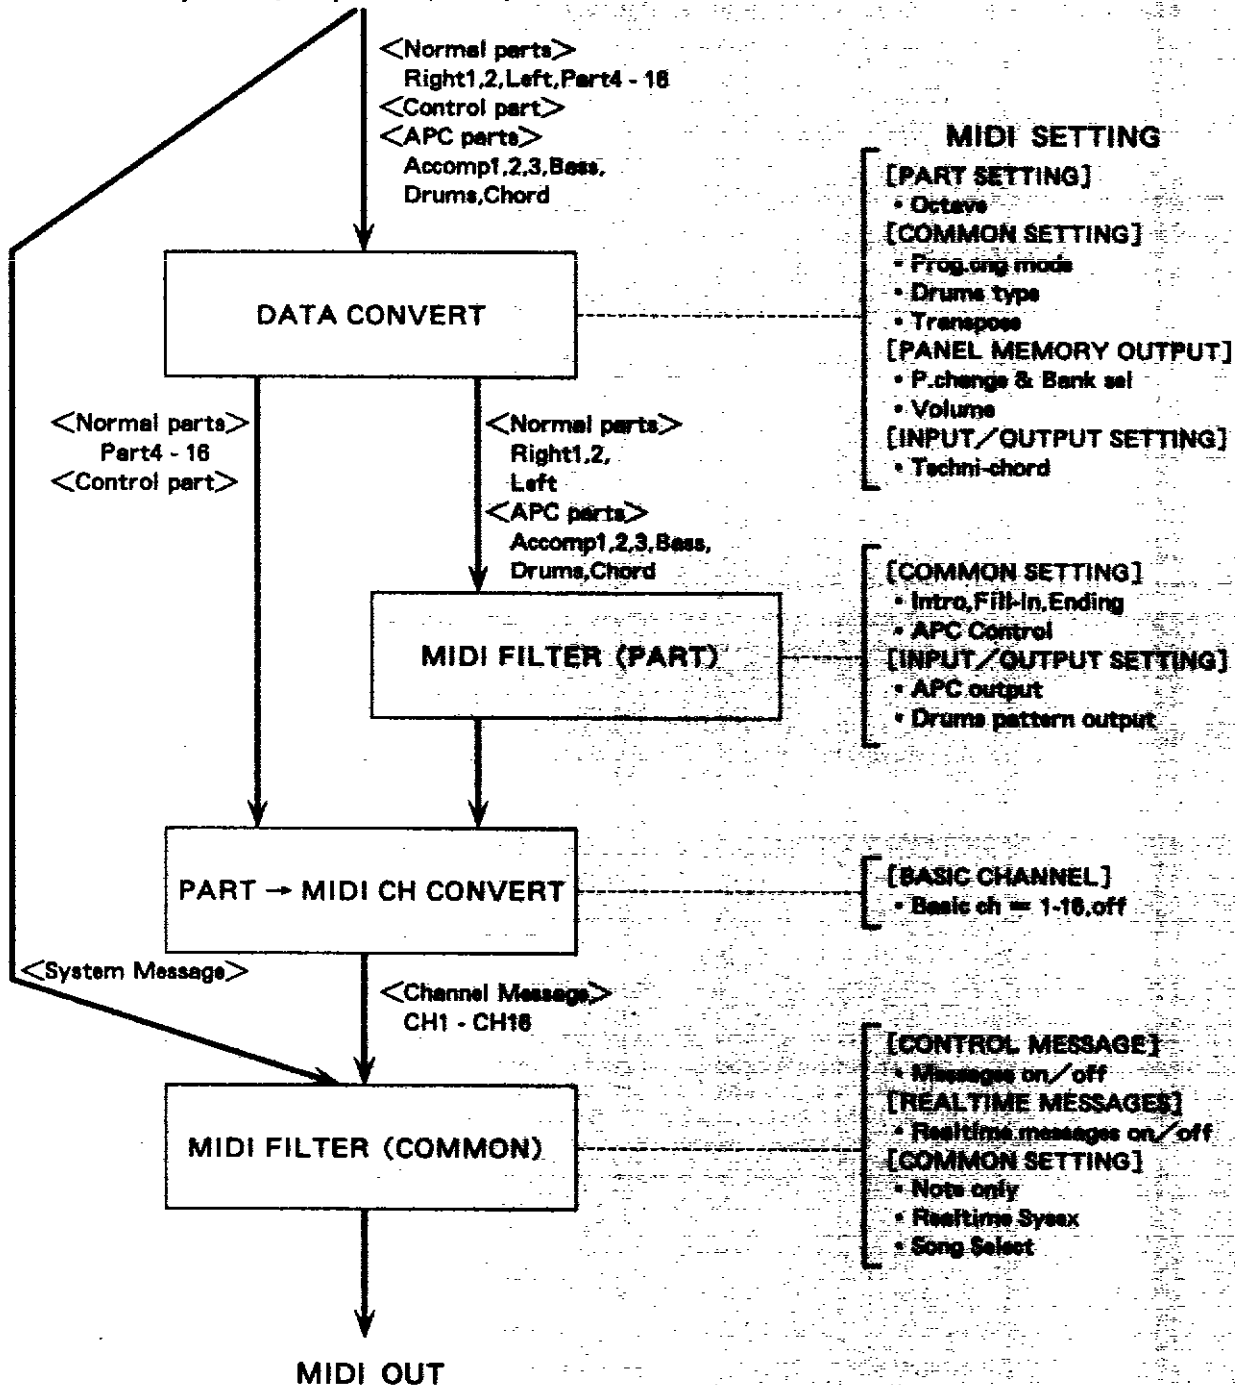 <Normal parts>
Right1,2,Left,Part4 - 16
<Control part>
<APC parts>
Accomp1,2,3,Bass,
Drums,Chord
MIDI SETTING
[PART SETTING]
• Octave
[COMMON SETTING]
• Prog.cng mode
• Drums type
• Transpose
[PANEL MEMORY OUTPUT]
• P.change & Bank sel
• Volume
[INPUT/OUTPUT SETTING]
• Techni-chord
DATA CONVERT
<Normal parts>
Part4 - 16
<Control part>
<Normal parts>
Right1,2,
Left
<APC parts>
Accomp1,2,3,Bass,
Drums,Chord
MIDI FILTER (PART)
[COMMON SETTING]
• Intro,Fill-In,Ending
• APC Control
[INPUT/OUTPUT SETTING]
• APC output
• Drums pattern output
PART → MIDI CH CONVERT
[BASIC CHANNEL]
• Basic ch = 1-16,off
<System Message>
<Channel Message>
CH1 - CH16
MIDI FILTER (COMMON)
[CONTROL MESSAGE]
• Messages on/off
[REALTIME MESSAGES]
• Realtime messages on/off
[COMMON SETTING]
• Note only
• Realtime Sysex
• Song Select
MIDI OUT